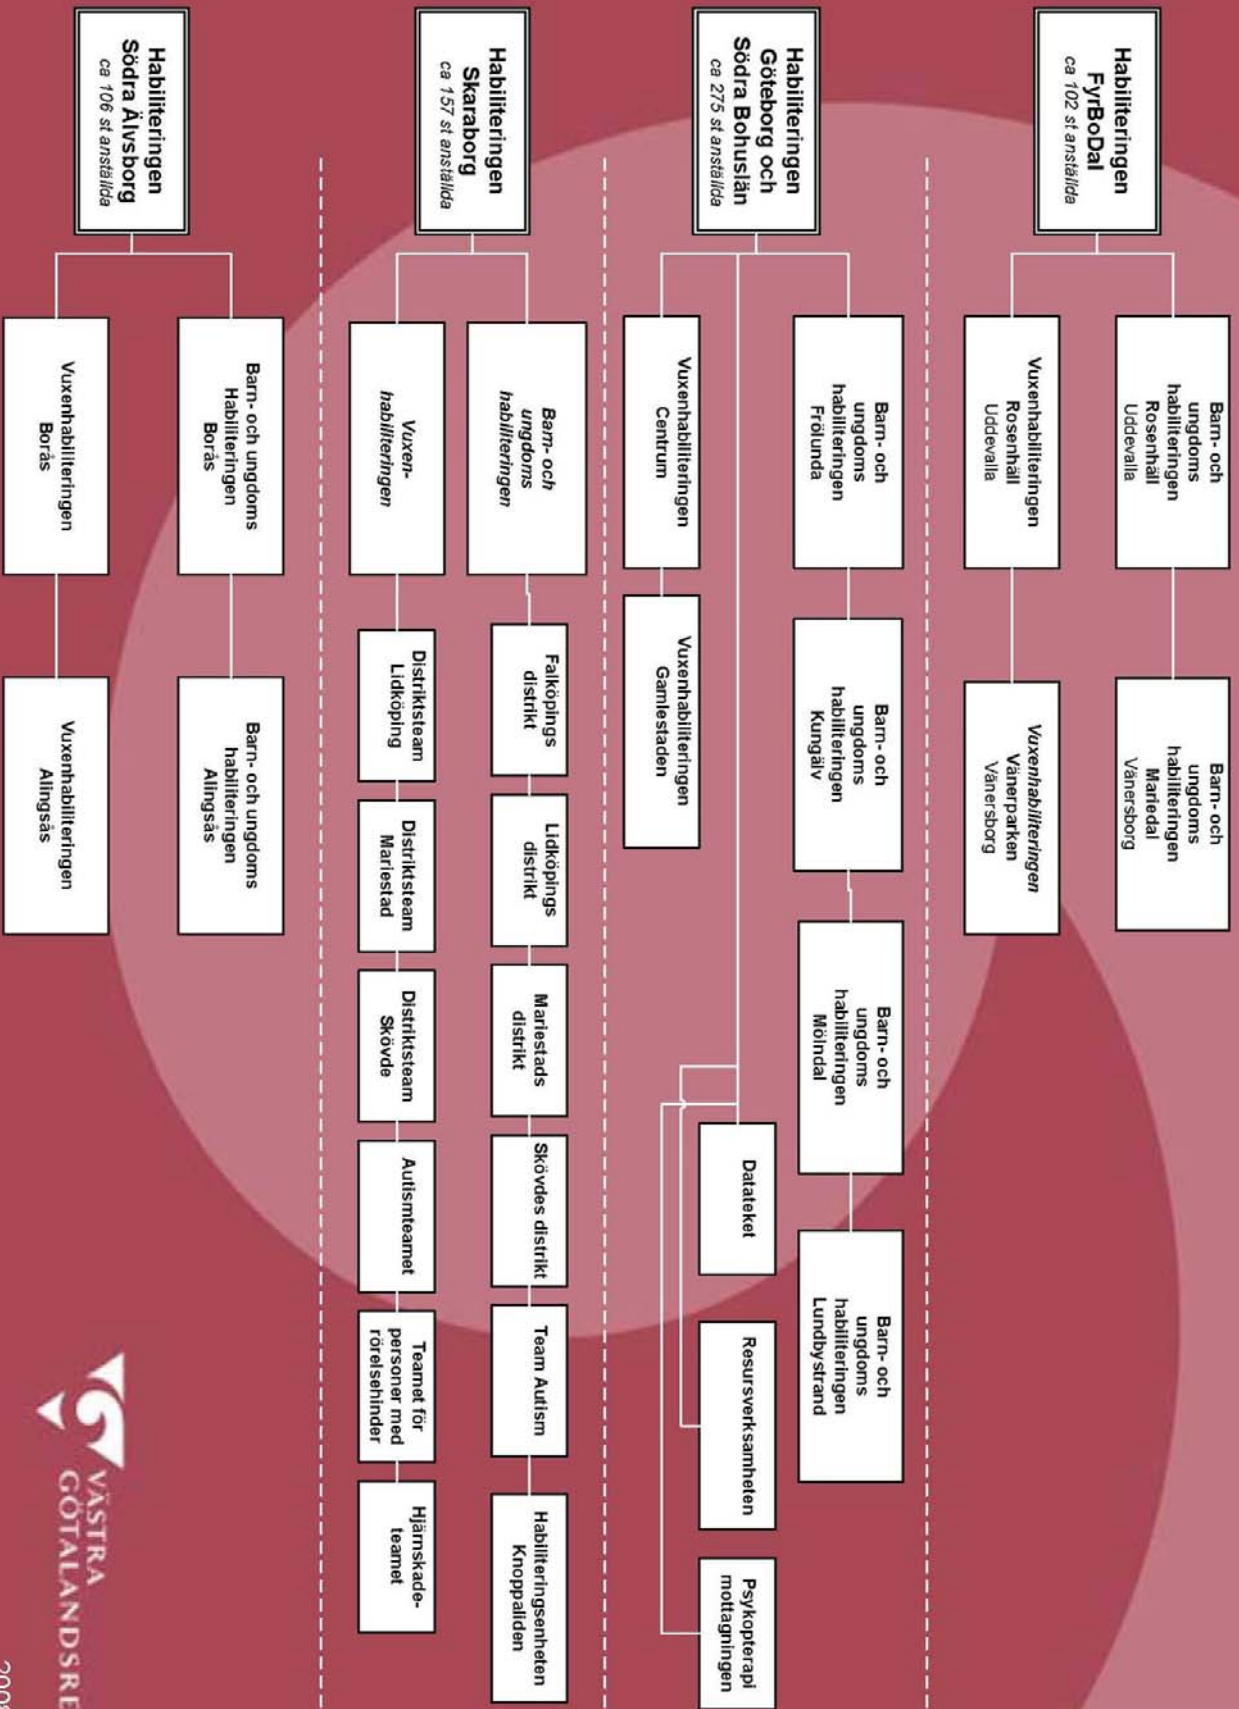 Habiliteringen
FyrBoDal
ca 102 st anställda
Barn- och
ungdoms
habiliteringen
Rosenhäll
Uddevalla
Barn- och
ungdoms
habiliteringen
Mariedal
Vänersborg
Vuxenhabiliteringen
Rosenhäll
Uddevalla
Vuxenhabiliteringen
Vänerparken
Vänersborg
Habiliteringen
Göteborg och
Södra Bohuslän
ca 275 st anställda
Barn- och
ungdoms
habiliteringen
Frölunda
Barn- och
ungdoms
habiliteringen
Kungälv
Barn- och
ungdoms
habiliteringen
Mölndal
Barn- och
ungdoms
habiliteringen
Lundbystrand
Datateket
Resursverksamheten
Psykopterapi
mottagningen
Vuxenhabiliteringen
Centrum
Vuxenhabiliteringen
Gamlestaden
Habiliteringen
Skaraborg
ca 157 st anställda
Barn- och
ungdoms
habiliteringen
Falköpings
distrikt
Lidköpings
distrikt
Mariestads
distrikt
Skövdes distrikt
Team Autism
Habiliteringsenheten
Knoppaliden
Vuxen-
habiliteringen
Distriktsteam
Lidköping
Distriktsteam
Mariestad
Distriktsteam
Skövde
Autismteamet
Teamet för
personer med
rörelsehinder
Hjärnskade-
teamet
Habiliteringen
Södra Älvsborg
ca 106 st anställda
Barn- och ungdoms
Habiliteringen
Borås
Barn- och ungdoms
habiliteringen
Alingsås
Vuxenhabiliteringen
Borås
Vuxenhabiliteringen
Alingsås
VÄSTRA
GÖTALANDSRE